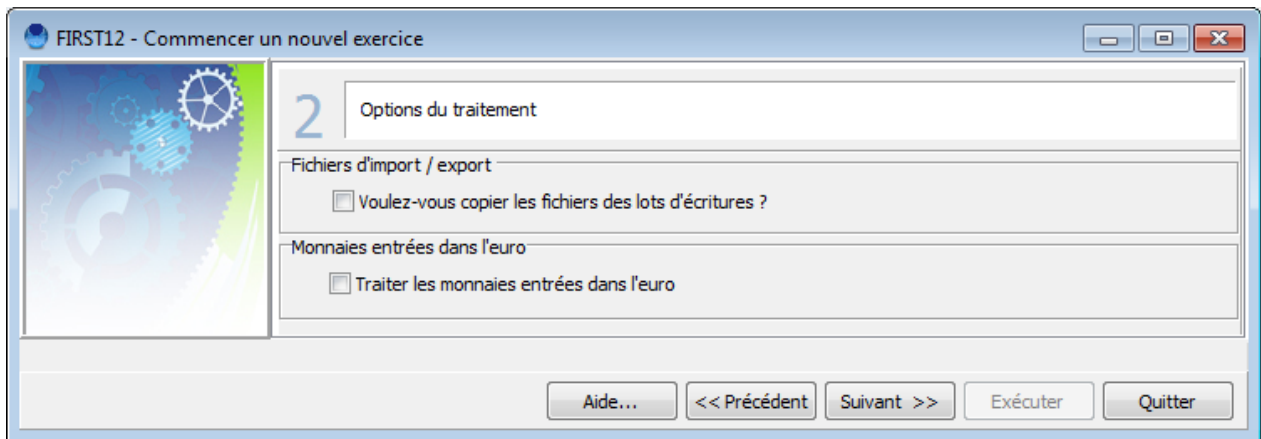 FIRST12 - Commencer un nouvel exercice
2
Options du traitement
Fichiers d'import / export
Voulez-vous copier les fichiers des lots d'écritures ?
Monnaies entrées dans l'euro
Traiter les monnaies entrées dans l'euro
Aide... << Précédent Suivant >> Exécuter Quitter